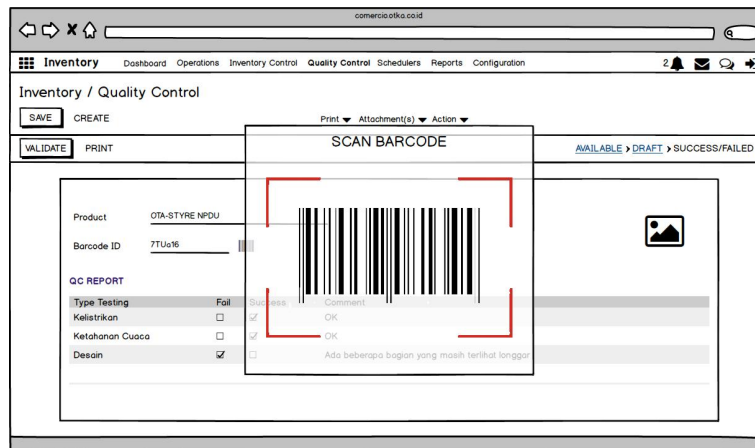 comercio.otka.co.id
Inventory Dashboard Operations Inventory Control Quality Control Schedulers Reports Configuration 2
Inventory / Quality Control
SAVE CREATE Print Attachment(s) Action
VALIDATE PRINT AVAILABLE > DRAFT > SUCCESS/FAILED
SCAN BARCODE
Product OTA-STYRE NPDU
Barcode ID 7TUa16
QC REPORT
Type Testing Fail Success Comment
Kelistrikan OK
Ketahanan Cuaca OK
Desain Ada beberapa bagian yang masih terlihat longgar